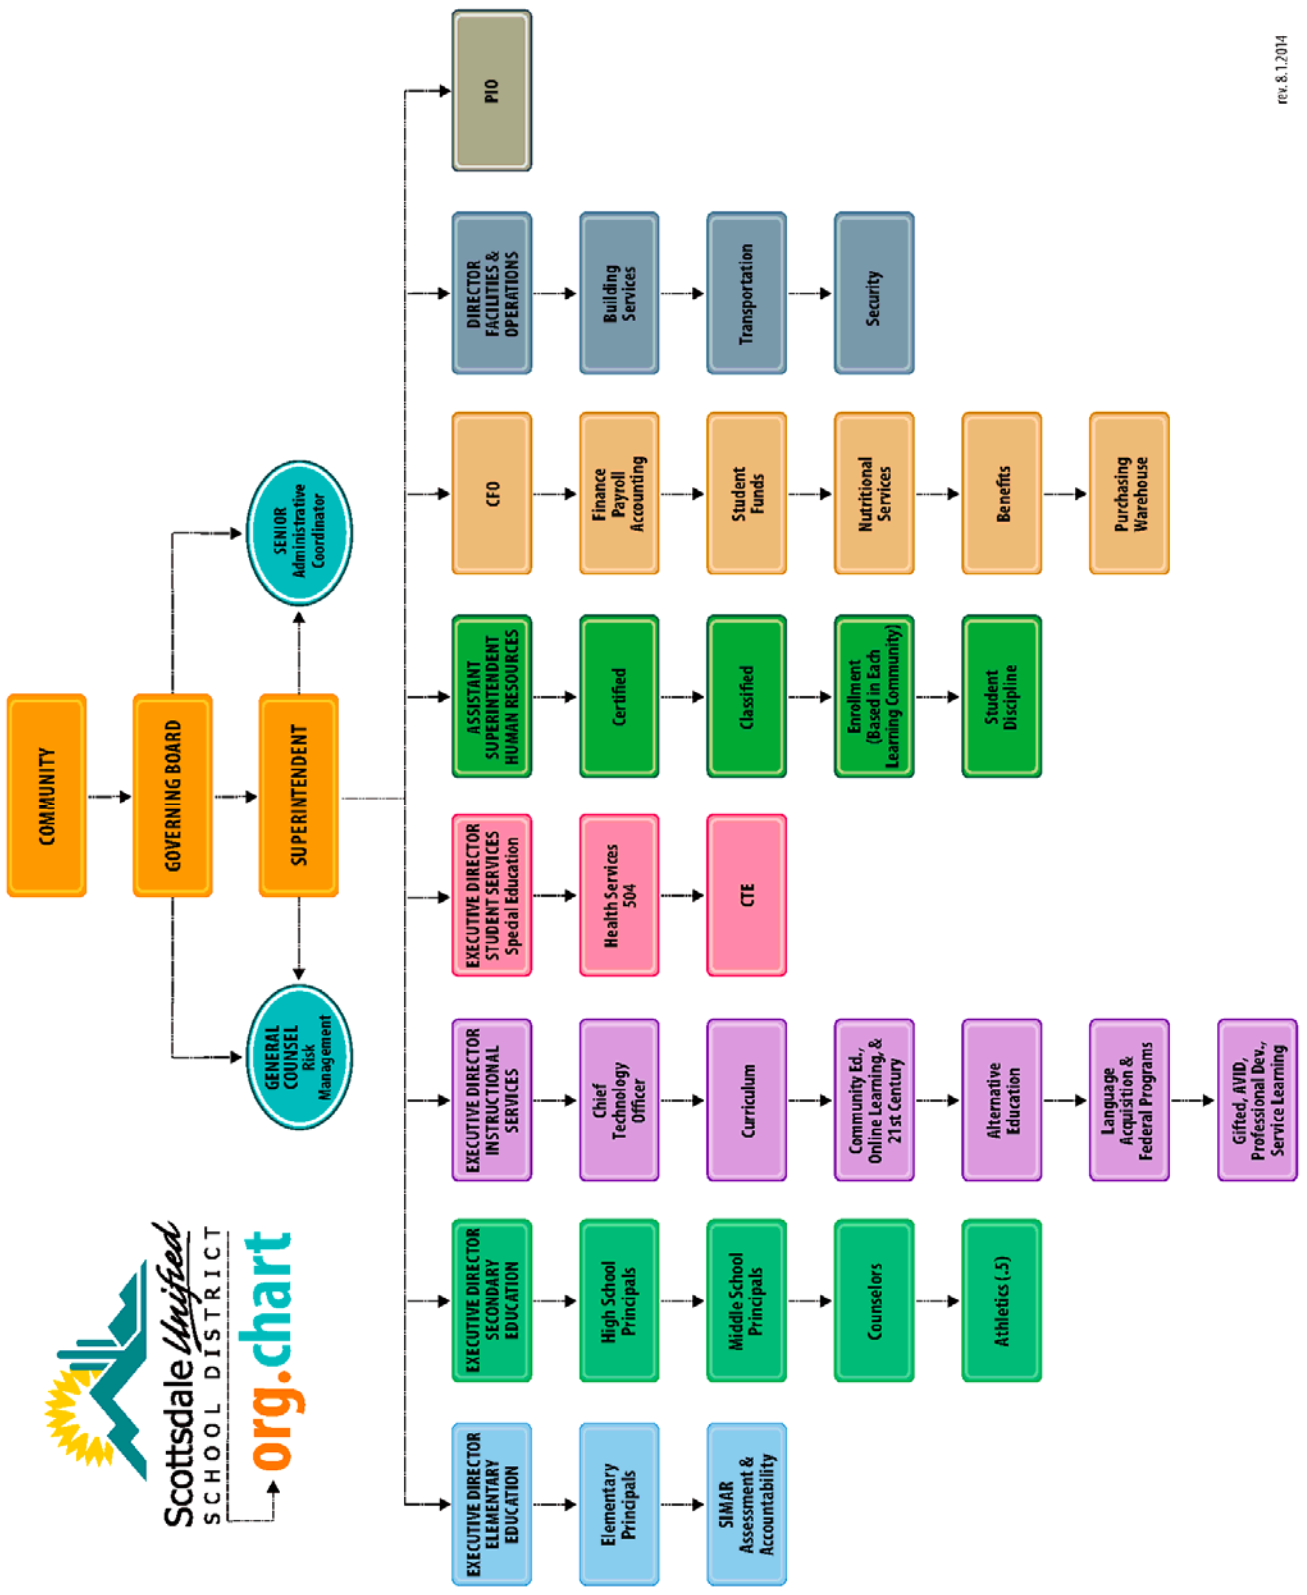 Scottsdale Unified
SCHOOL DISTRICT
org.chart
COMMUNITY
GOVERNING BOARD
SUPERINTENDENT
GENERAL
COUNSEL
Risk
Management
SENIOR
Administrative
Coordinator
EXECUTIVE DIRECTOR
ELEMENTARY
EDUCATION
Elementary
Principals
SIMAR
Assessment &
Accountability
EXECUTIVE DIRECTOR
SECONDARY
EDUCATION
High School
Principals
Middle School
Principals
Counselors
Athletics (.5)
EXECUTIVE DIRECTOR
INSTRUCTIONAL
SERVICES
Chief
Technology
Officer
Curriculum
Community Ed.,
Online Learning, &
21st Century
Alternative
Education
Language
Acquisition &
Federal Programs
Gifted, AVID,
Professional Dev.,
Service Learning
EXECUTIVE DIRECTOR
STUDENT SERVICES
Special Education
Health Services
504
CTE
ASSISTANT
SUPERINTENDENT
HUMAN RESOURCES
Certified
Classified
Enrollment
(Based in Each
Learning Community)
Student
Discipline
CFO
Finance
Payroll
Accounting
Student
Funds
Nutritional
Services
Benefits
Purchasing
Warehouse
DIRECTOR
FACILITIES &
OPERATIONS
Building
Services
Transportation
Security
PIO
rev. 8.1.2014